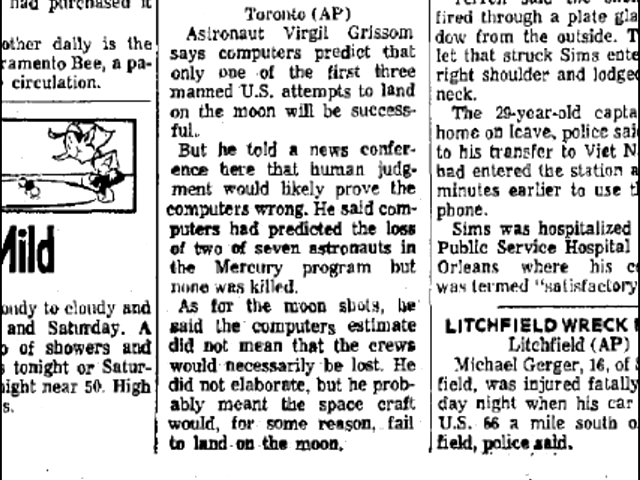 had purchased it
other daily is the
ramento Bee, a pa-
circulation.
Mild
oudy to cloudy and
and Saturday. A
of showers and
tonight or Satur-
ight near 50. High
s.
Toronto (AP)
Astronaut Virgil Grissom
says computers predict that
only one of the first three
manned U.S. attempts to land
on the moon will be success-
ful.
But he told a news confer-
ence here that human judg-
ment would likely prove the
computers wrong. He said com-
puters had predicted the loss
of two of seven astronauts in
the Mercury program but
none was killed.
As for the moon shots, he
said the computers estimate
did not mean that the crews
would necessarily be lost. He
did not elaborate, but he prob-
ably meant the space craft
would, for some reason, fail
to land on the moon.
said the
fired through a plate gla
dow from the outside. T
let that struck Sims ente
right shoulder and lodged
neck.
The 29-year-old capta
home on leave, police said
to his transfer to Viet N
had entered the station a
minutes earlier to use t
phone.
Sims was hospitalized
Public Service Hospital
Orleans where his c
was termed "satisfactory
LITCHFIELD WRECK
Litchfield (AP)
Michael Gerger, 16, of
field, was injured fatally
day night when his car
U.S. 66 a mile south o
field, police said.